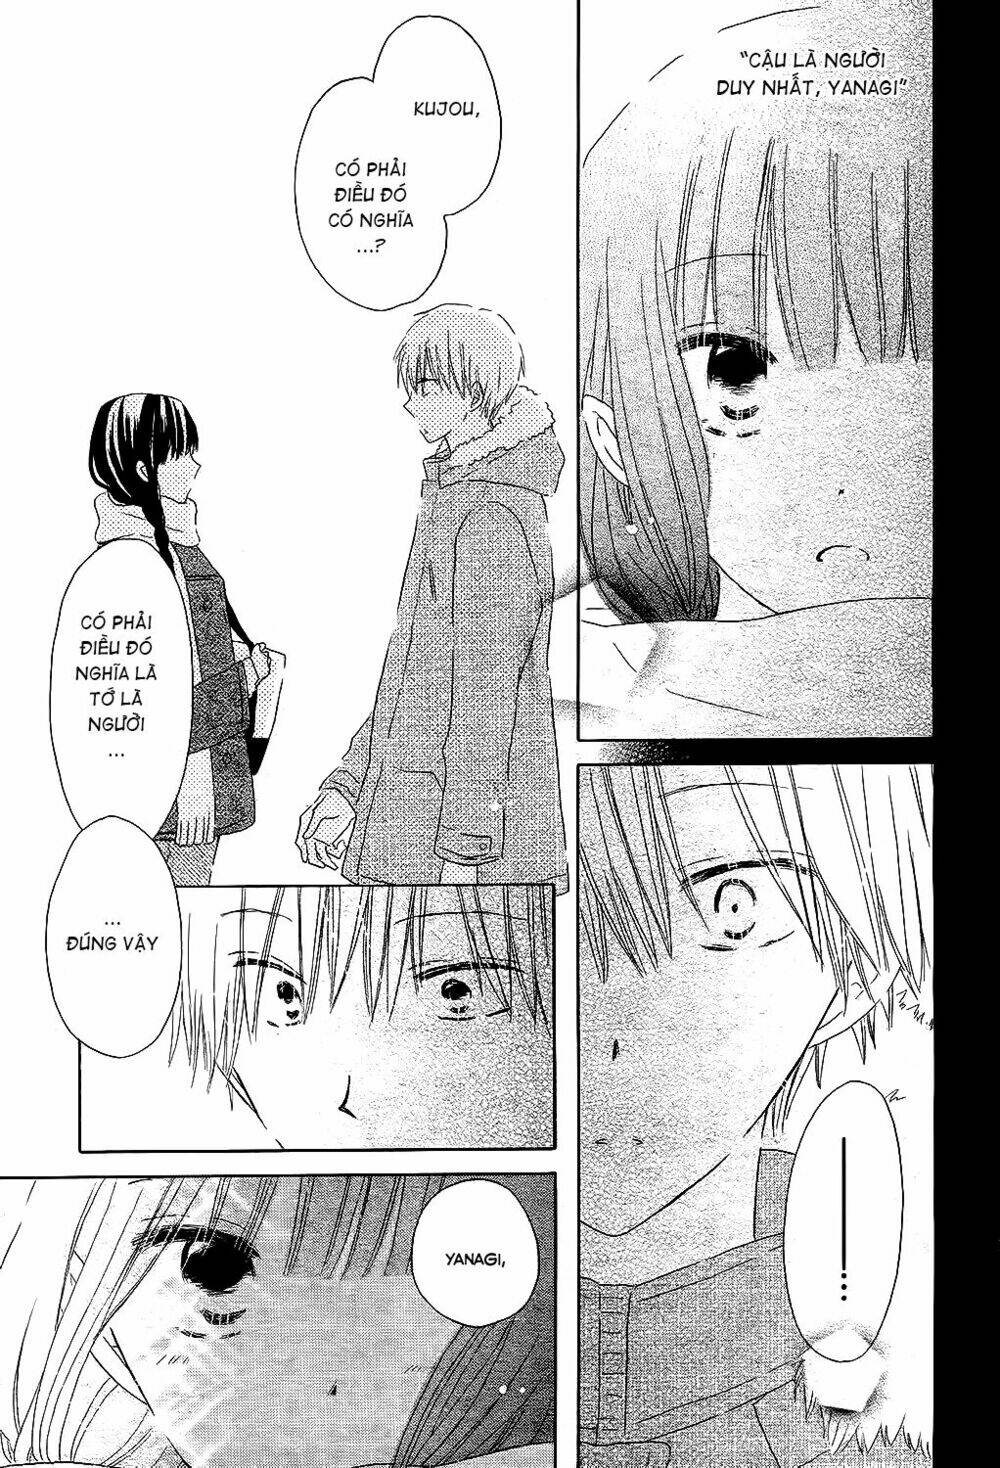 “CẬU LÀ NGƯỜI
DUY NHẤT, YANAGI”
KUJOU,
CÓ PHẢI
ĐIỀU ĐÓ
CÓ NGHĨA
...?
CÓ PHẢI
ĐIỀU ĐÓ
NGHĨA LÀ
TỚ LÀ
NGƯỜI
...
...
ĐÚNG VẬY
YANAGI,